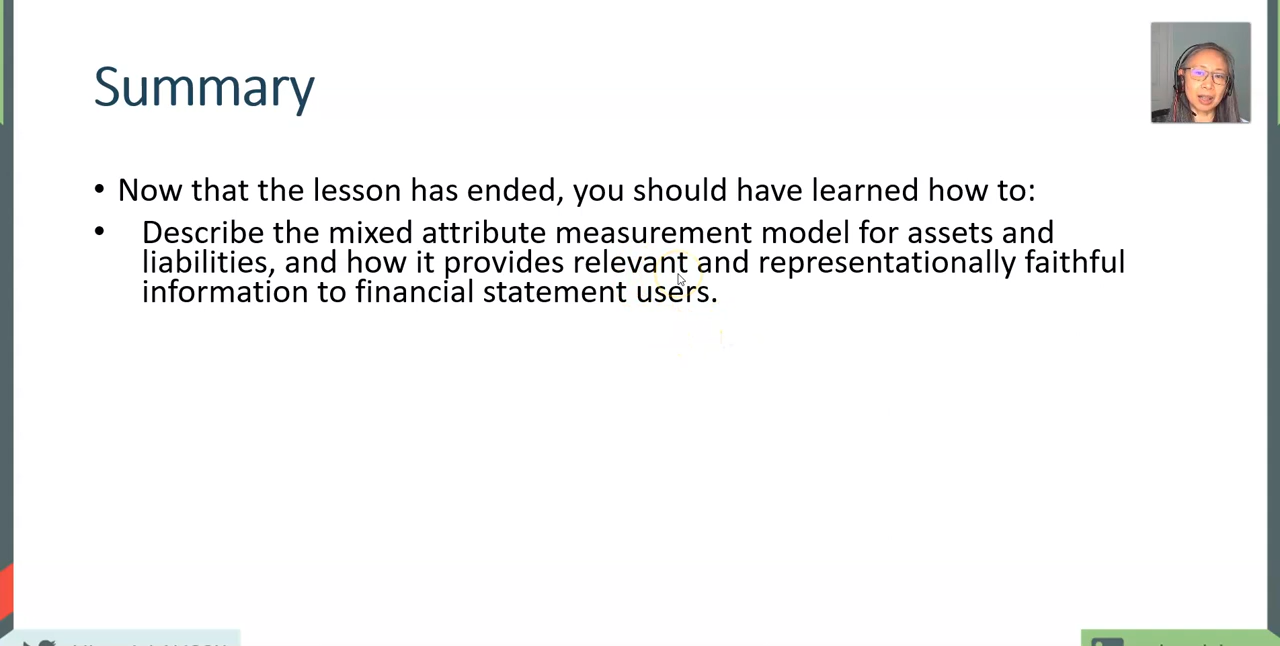 Summary
• Now that the lesson has ended, you should have learned how to:
• Describe the mixed attribute measurement model for assets and
liabilities, and how it provides relevant and representationally faithful
information to financial statement users.